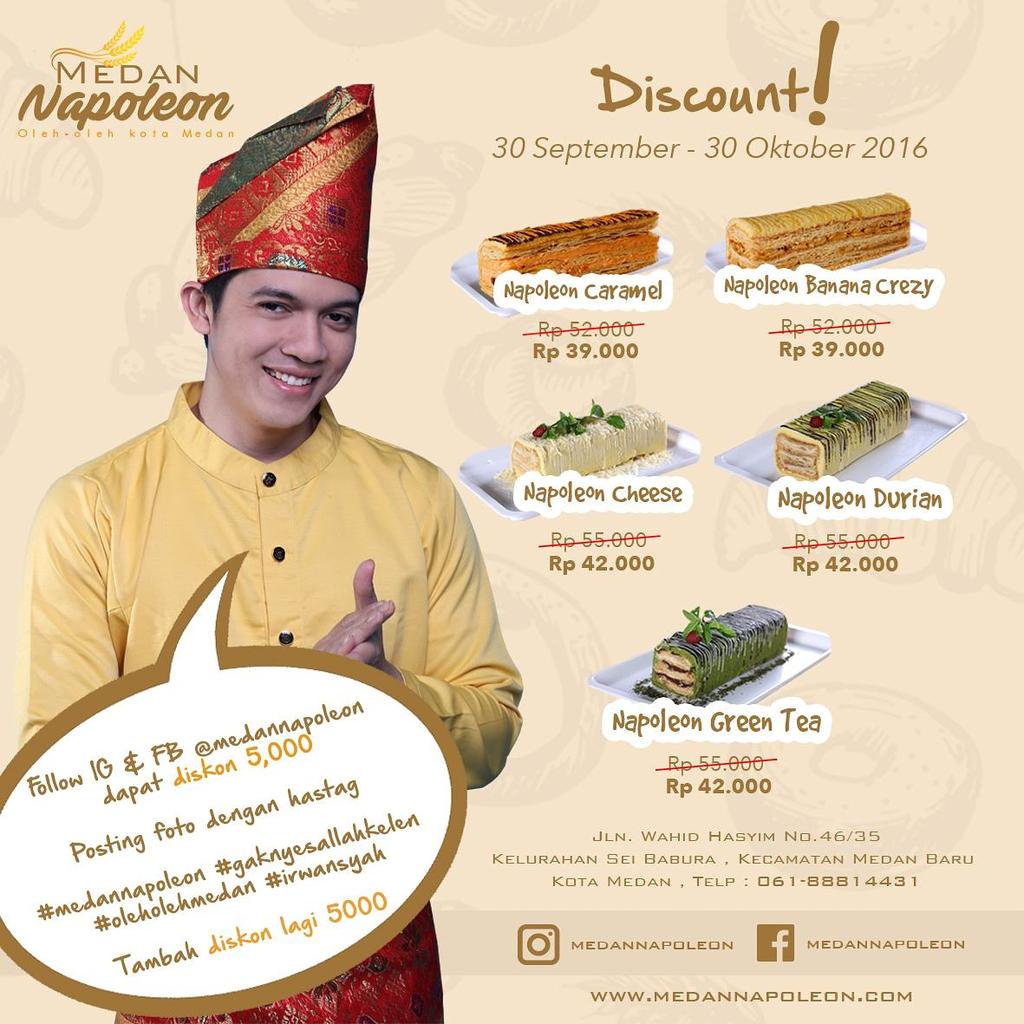 MEDAN
Napoleon
Oleh-oleh kota Medan
Discount!
30 September - 30 Oktober 2016
Napoleon Caramel
Rp 52.000
Rp 39.000
Napoleon Banana Crezy
Rp 52.000
Rp 39.000
Napoleon Cheese
Rp 55.000
Rp 42.000
Napoleon Durian
Rp 55.000
Rp 42.000
Napoleon Green Tea
Rp 55.000
Rp 42.000
Follow IG & FB @medannapoleon
dapat diskon 5,000
Posting foto dengan hastag
#medannapoleon #gaknyesallahkelen
#oleholehmedan #irwansyah
Tambah diskon lagi 5000
Jln. Wahid Hasyim No.46/35
Kelurahan Sei Babura , Kecamatan Medan Baru
Kota Medan , Telp : 061-88814431
medannapoleon
medannapoleon
www.medannapoleon.com